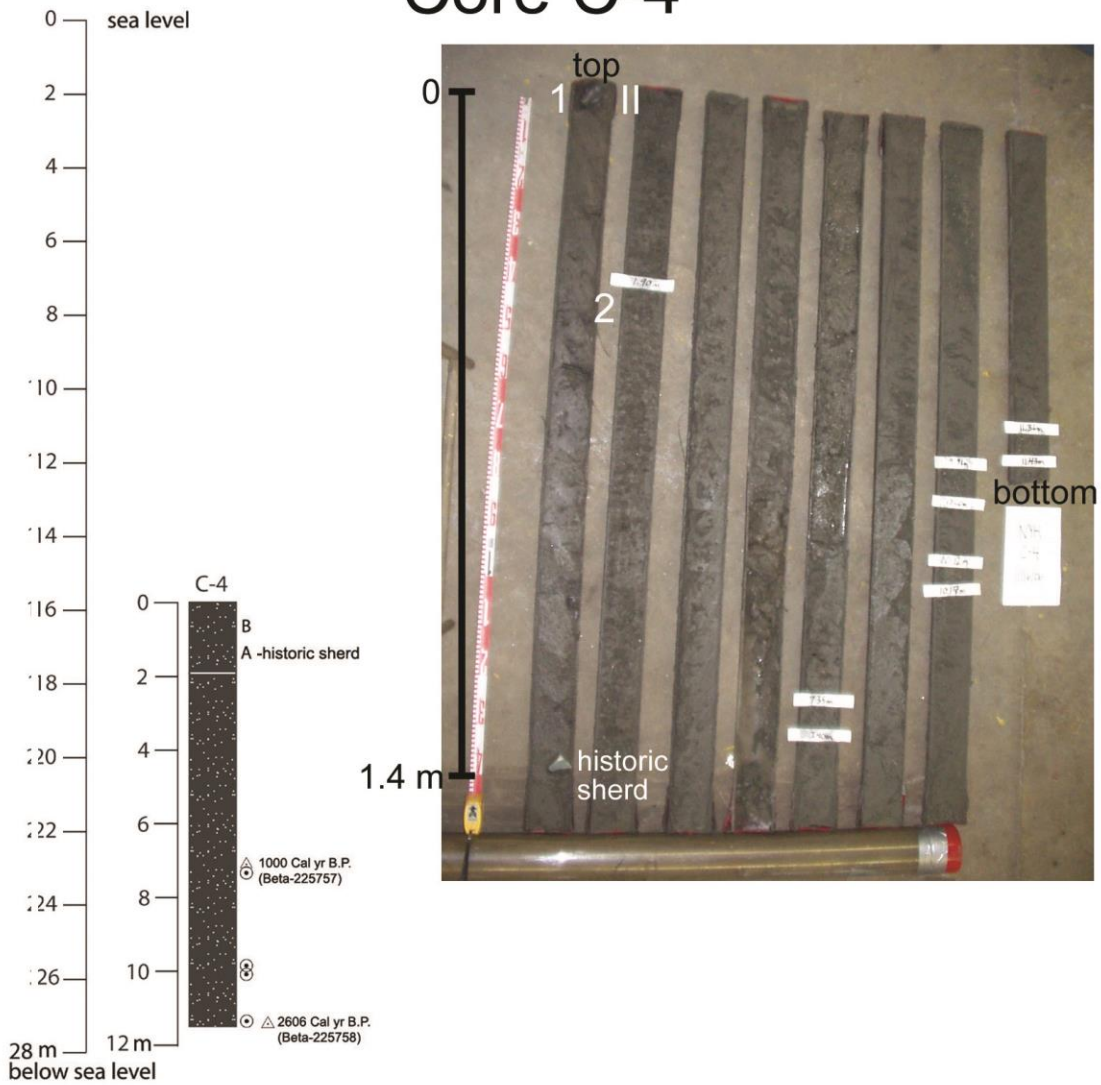 Core C-4
0
sea level
2
4
6
8
10
12
14
16
18
20
22
24
26
28 m
below sea level
C-4
0
2
4
6
8
10
12 m
B
A -historic sherd
1000 Cal yr B.P.
(Beta-225757)
2606 Cal yr B.P.
(Beta-225758)
top
0
1
II
2
historic
sherd
1.4 m
bottom